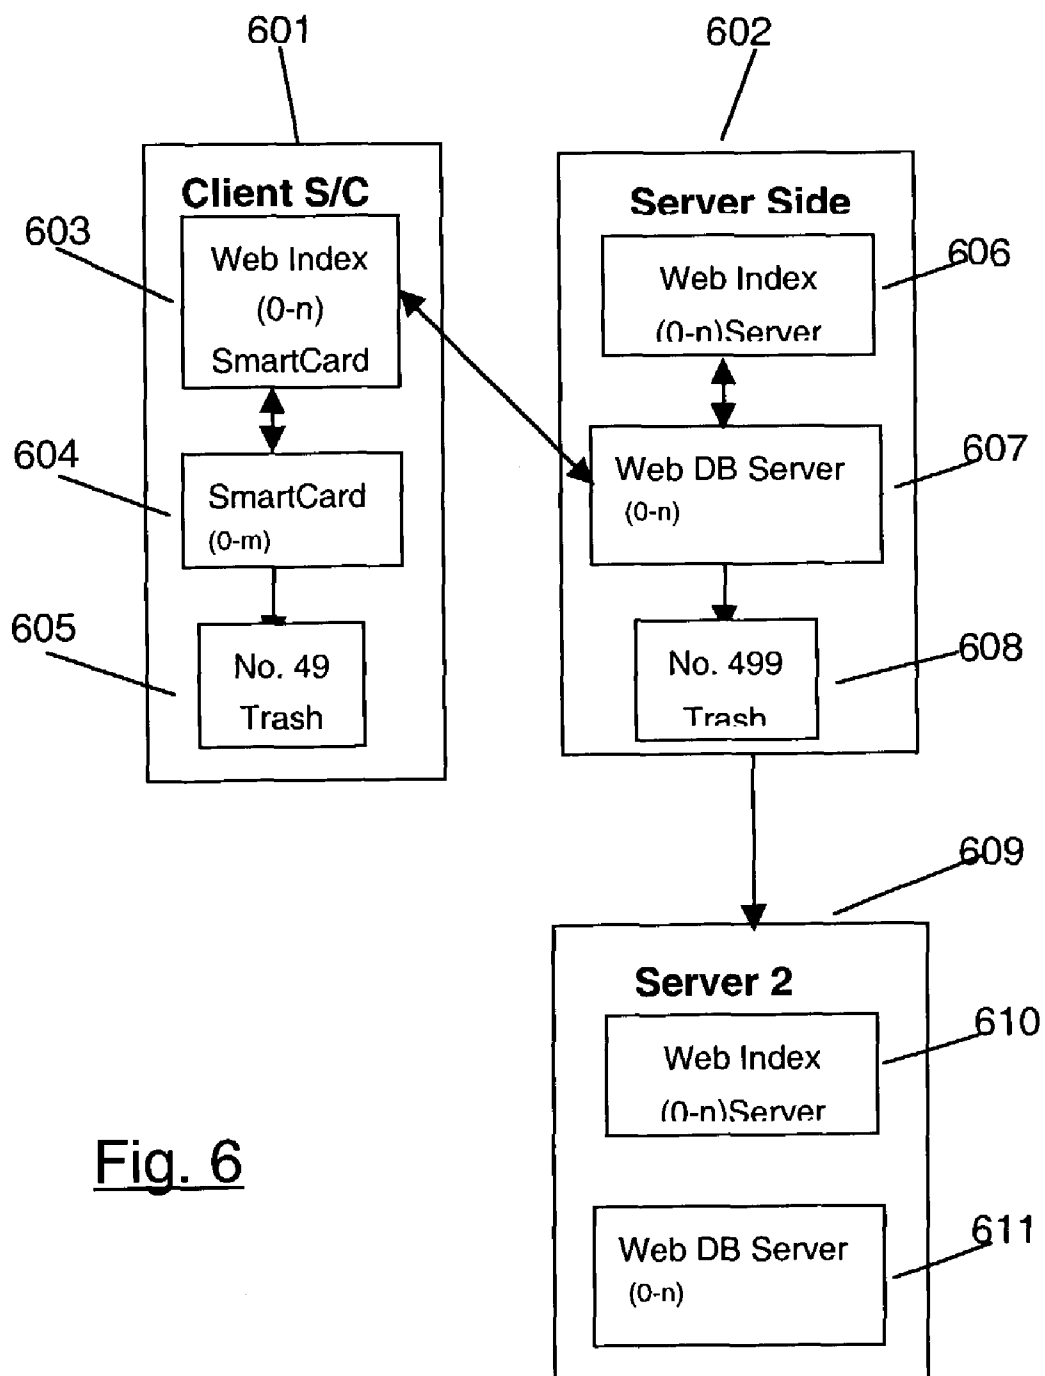 601
602
Client S/C
Server Side
603
Web Index
(0-n)
SmartCard
606
Web Index
(0-n)Server
604
SmartCard
(0-m)
607
Web DB Server
(0-n)
605
No. 49
Trash
608
No. 499
Trash
609
Server 2
610
Web Index
(0-n)Server
Fig. 6
611
Web DB Server
(0-n)